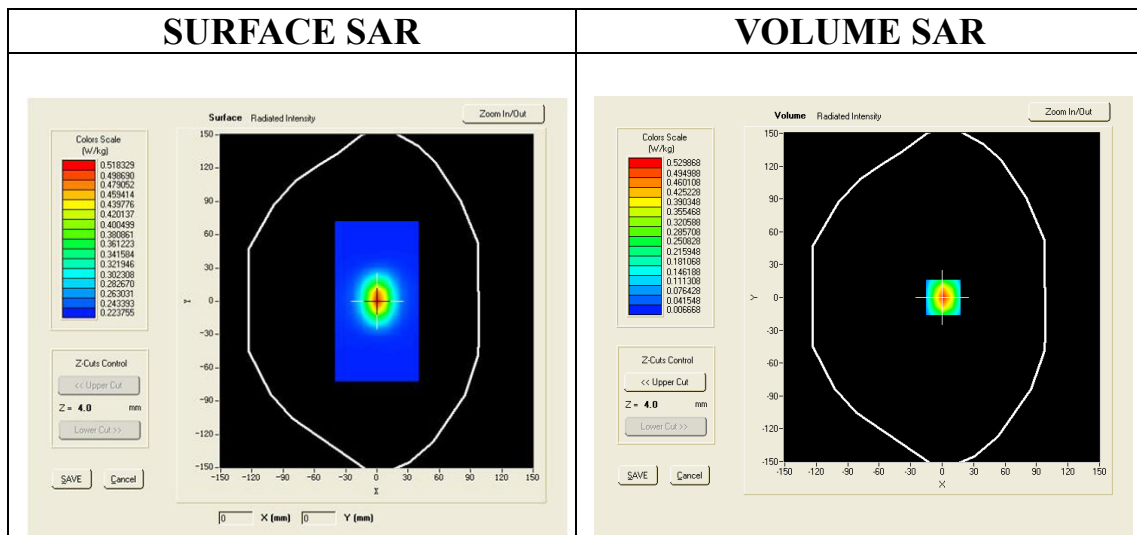 SURFACE SAR
VOLUME SAR
Surface Radiated Intensity
Zoom In/Out
Colors Scale
(W/kg)
0.518329
0.498690
0.479052
0.459414
0.439776
0.420137
0.400499
0.380861
0.361223
0.341584
0.321946
0.302308
0.282670
0.263031
0.243393
0.223755
150
120
90
60
30
0
-30
-60
-90
-120
-150
Y
-150 -120 -90 -60 -30 0 30 60 90 120 150
X
Z-Cuts Control
<< Upper Cut
Z = 4.0 mm
Lower Cut >>
SAVE Cancel
0 X (mm) 0 Y (mm)
Volume Radiated Intensity
Zoom In/Out
Colors Scale
(W/kg)
0.529868
0.494988
0.460108
0.425228
0.390348
0.355468
0.320588
0.285708
0.250828
0.215948
0.181068
0.146188
0.111308
0.076428
0.041548
0.006668
150
120
90
60
30
0
-30
-60
-90
-120
-150
Y
-150 -120 -90 -60 -30 0 30 60 90 120 150
X
Z-Cuts Control
<< Upper Cut
Z = 4.0 mm
Lower Cut >>
SAVE Cancel